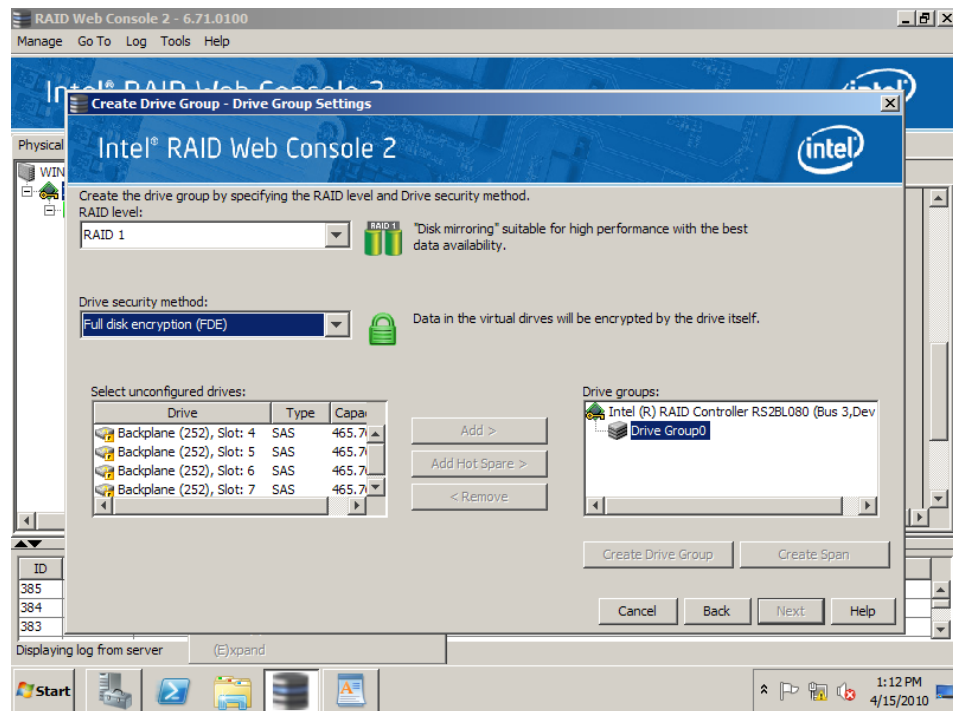 RAID Web Console 2 - 6.71.0100
Manage Go To Log Tools Help
Create Drive Group - Drive Group Settings
Intel® RAID Web Console 2
intel
Physical
WIN
Create the drive group by specifying the RAID level and Drive security method.
RAID level:
RAID 1
RAID 1
"Disk mirroring" suitable for high performance with the best
data availability.
Drive security method:
Full disk encryption (FDE)
Data in the virtual dirves will be encrypted by the drive itself.
Select unconfigured drives:
Drive Type Capa
Backplane (252), Slot: 4 SAS 465.7
Backplane (252), Slot: 5 SAS 465.7
Backplane (252), Slot: 6 SAS 465.7
Backplane (252), Slot: 7 SAS 465.7
Add >
Add Hot Spare >
< Remove
Drive groups:
Intel (R) RAID Controller RS2BL080 (Bus 3,Dev
Drive Group0
Create Drive Group Create Span
Cancel Back Next Help
ID
385
384
383
Displaying log from server (E)xpand
Start
1:12 PM
4/15/2010